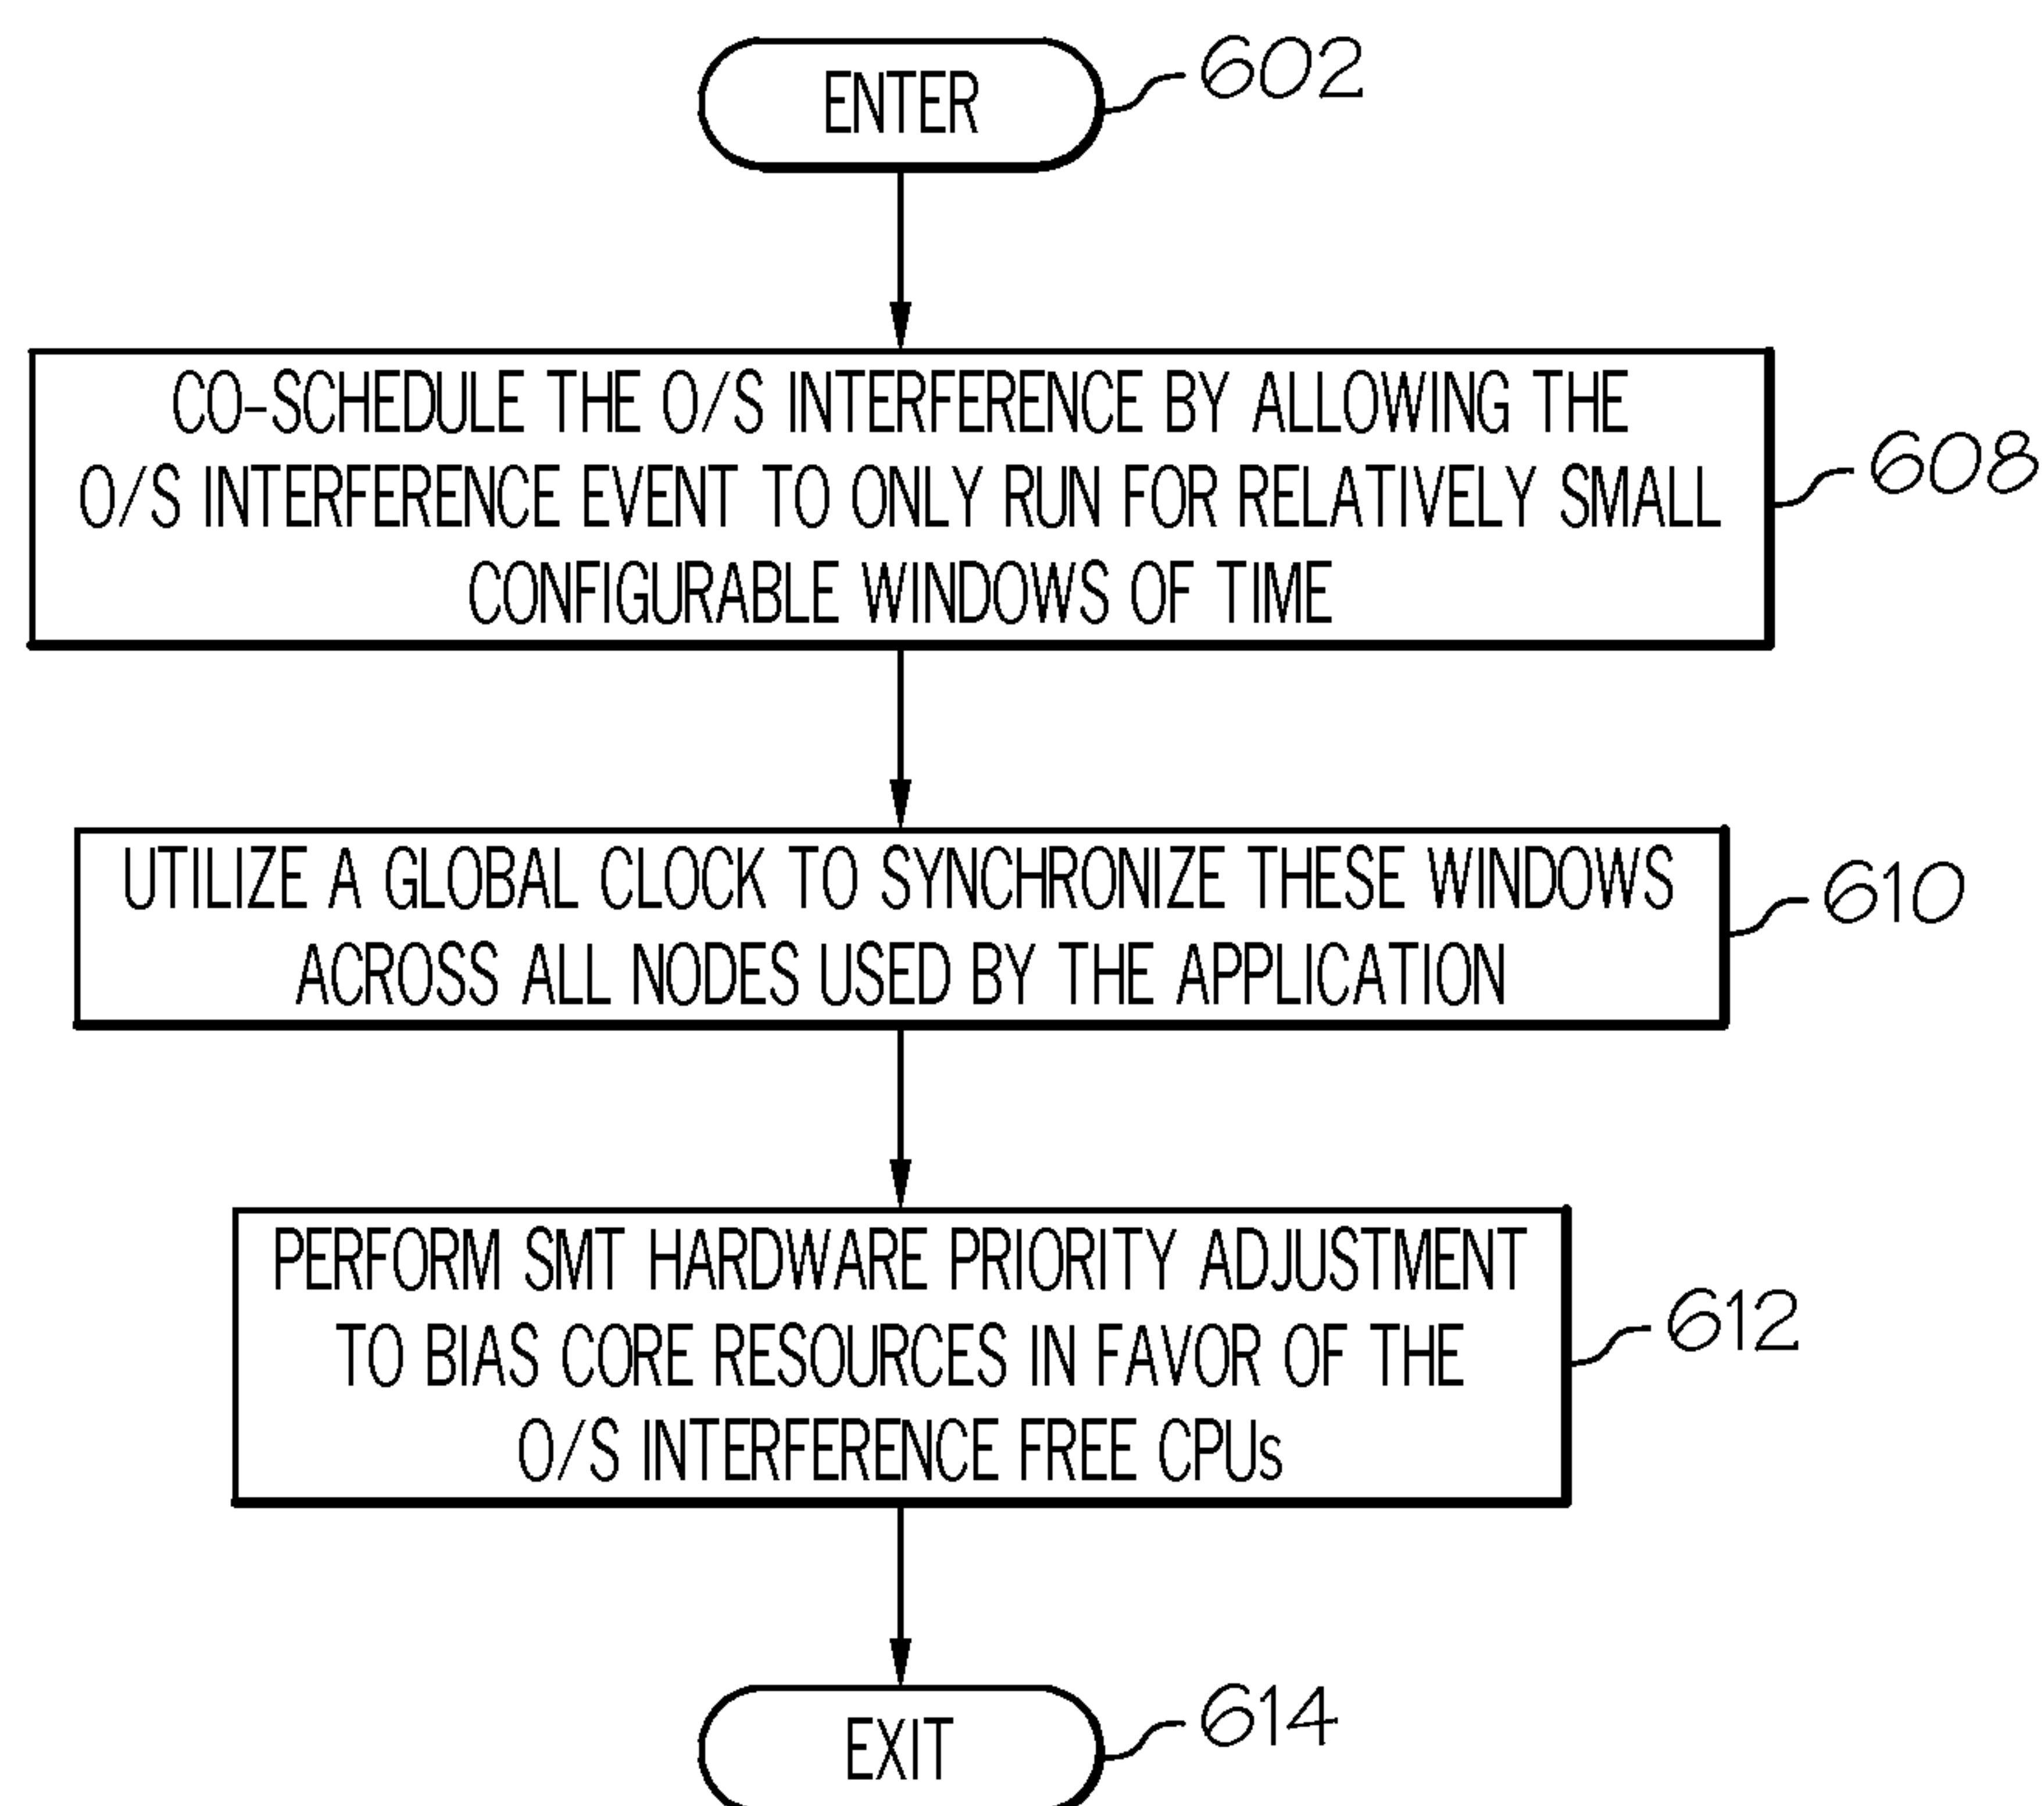 ENTER
602
CO-SCHEDULE THE O/S INTERFERENCE BY ALLOWING THE
O/S INTERFERENCE EVENT TO ONLY RUN FOR RELATIVELY SMALL
CONFIGURABLE WINDOWS OF TIME
608
UTILIZE A GLOBAL CLOCK TO SYNCHRONIZE THESE WINDOWS
ACROSS ALL NODES USED BY THE APPLICATION
610
PERFORM SMT HARDWARE PRIORITY ADJUSTMENT
TO BIAS CORE RESOURCES IN FAVOR OF THE
O/S INTERFERENCE FREE CPUs
612
EXIT
614